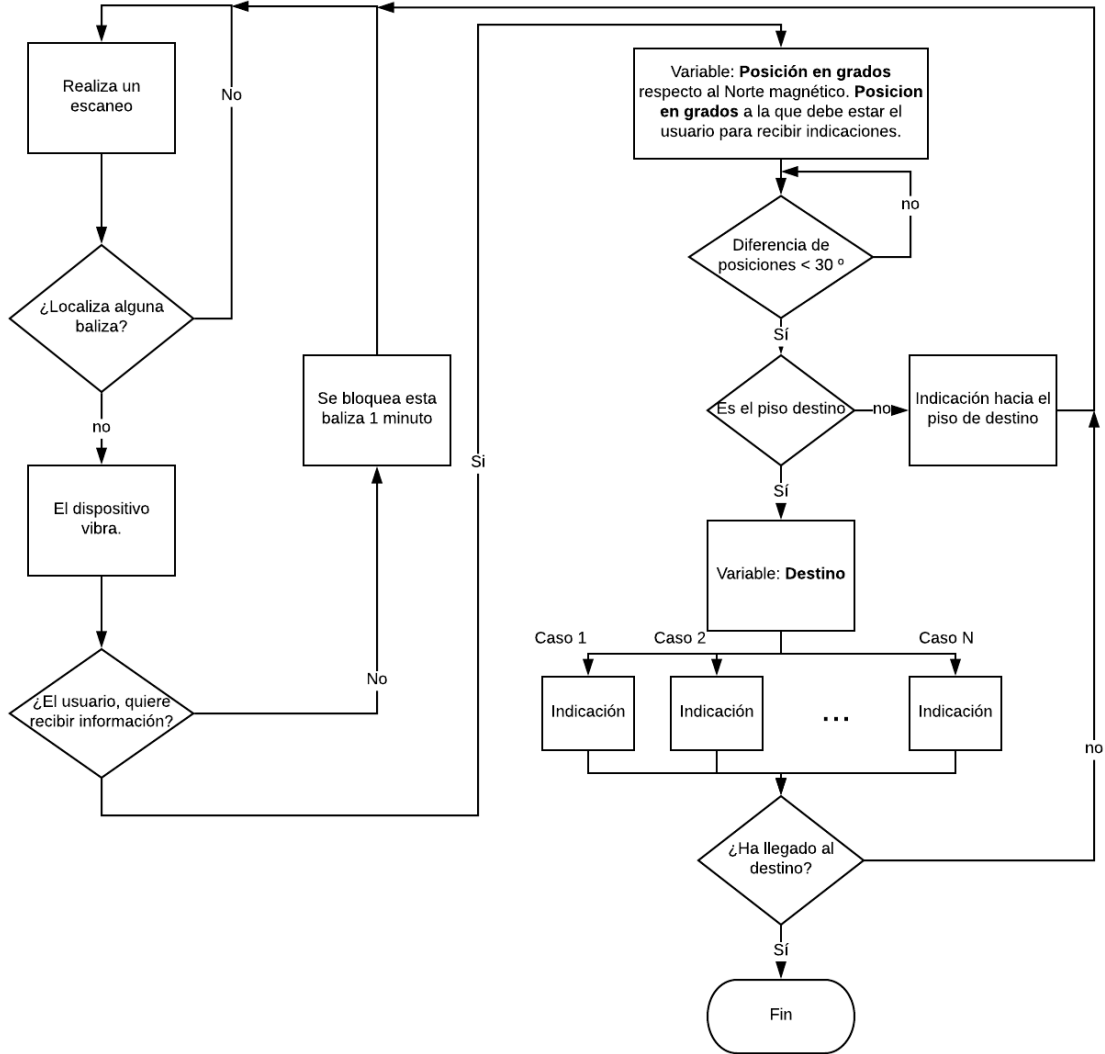 Realiza un
escaneo
No
¿Localiza alguna
baliza?
no
El dispositivo
vibra.
¿El usuario, quiere
recibir información?
No
Se bloquea esta
baliza 1 minuto
Si
Variable: Posición en grados
respecto al Norte magnético. Posicion
en grados a la que debe estar el
usuario para recibir indicaciones.
no
Diferencia de
posiciones < 30 º
Sí
Es el piso destino
no
Indicación hacia el
piso de destino
Sí
Variable: Destino
Caso 1
Caso 2
Caso N
Indicación
Indicación
...
Indicación
no
¿Ha llegado al
destino?
Sí
Fin